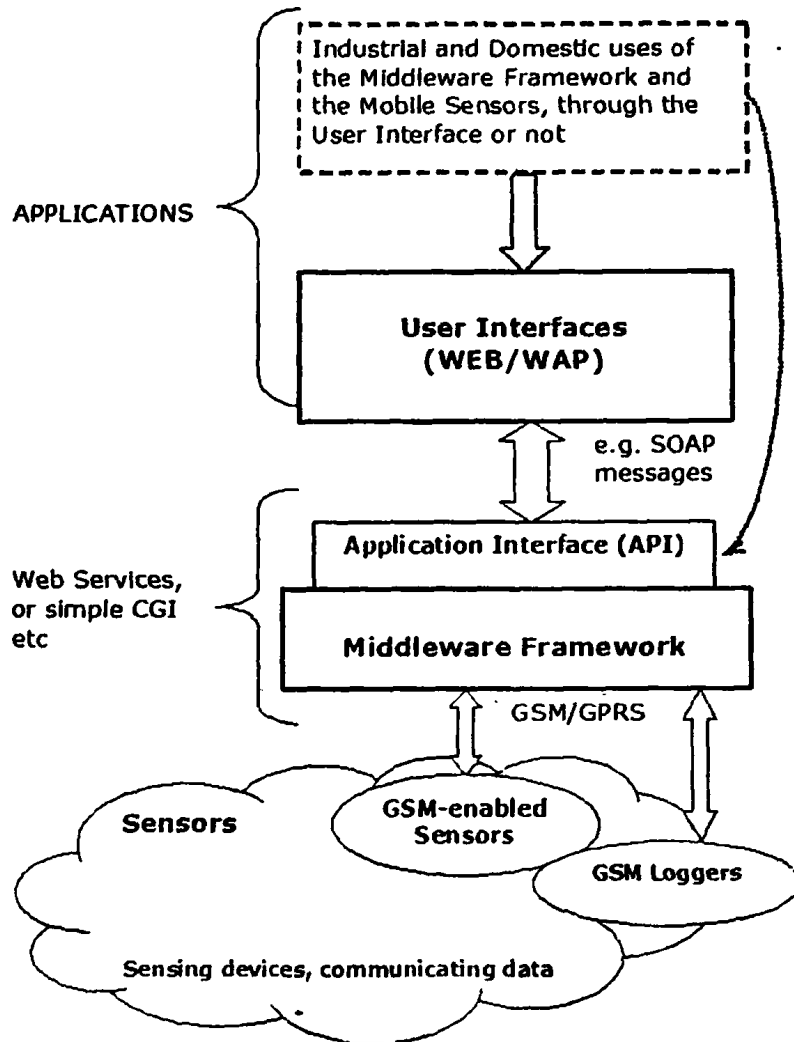 Industrial and Domestic uses of
the Middleware Framework and
the Mobile Sensors, through the
User Interface or not
APPLICATIONS
User Interfaces
(WEB/WAP)
e.g. SOAP
messages
Application Interface (API)
Web Services,
or simple CGI
etc
Middleware Framework
GSM/GPRS
GSM-enabled
Sensors
Sensors
GSM Loggers
Sensing devices, communicating data